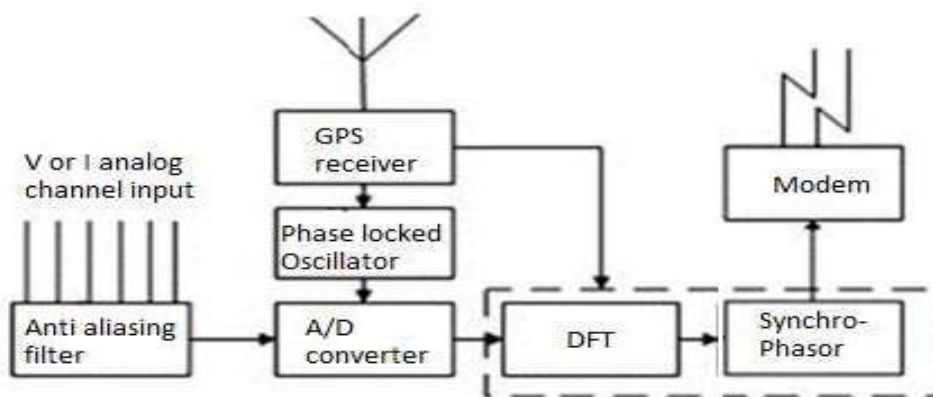 GPS
receiver
V or I analog
channel input
Modem
Phase locked
Oscillator
Anti aliasing
filter
A/D
converter
DFT
Synchro-
Phasor